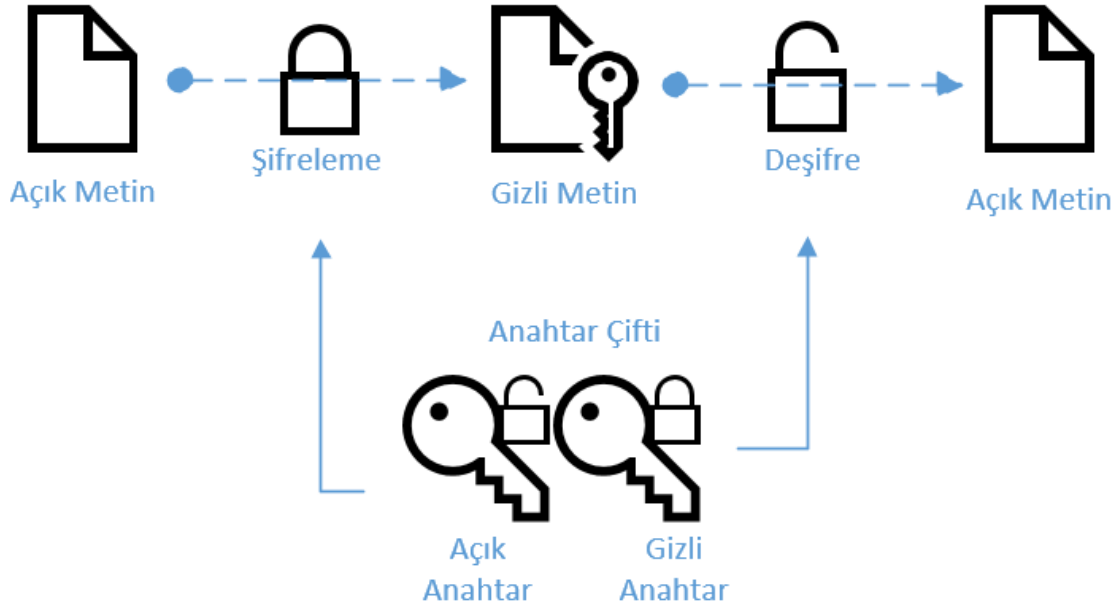 Şifreleme
Deşifre
Açık Metin
Gizli Metin
Açık Metin
Anahtar Çifti
Açık
Anahtar
Gizli
Anahtar